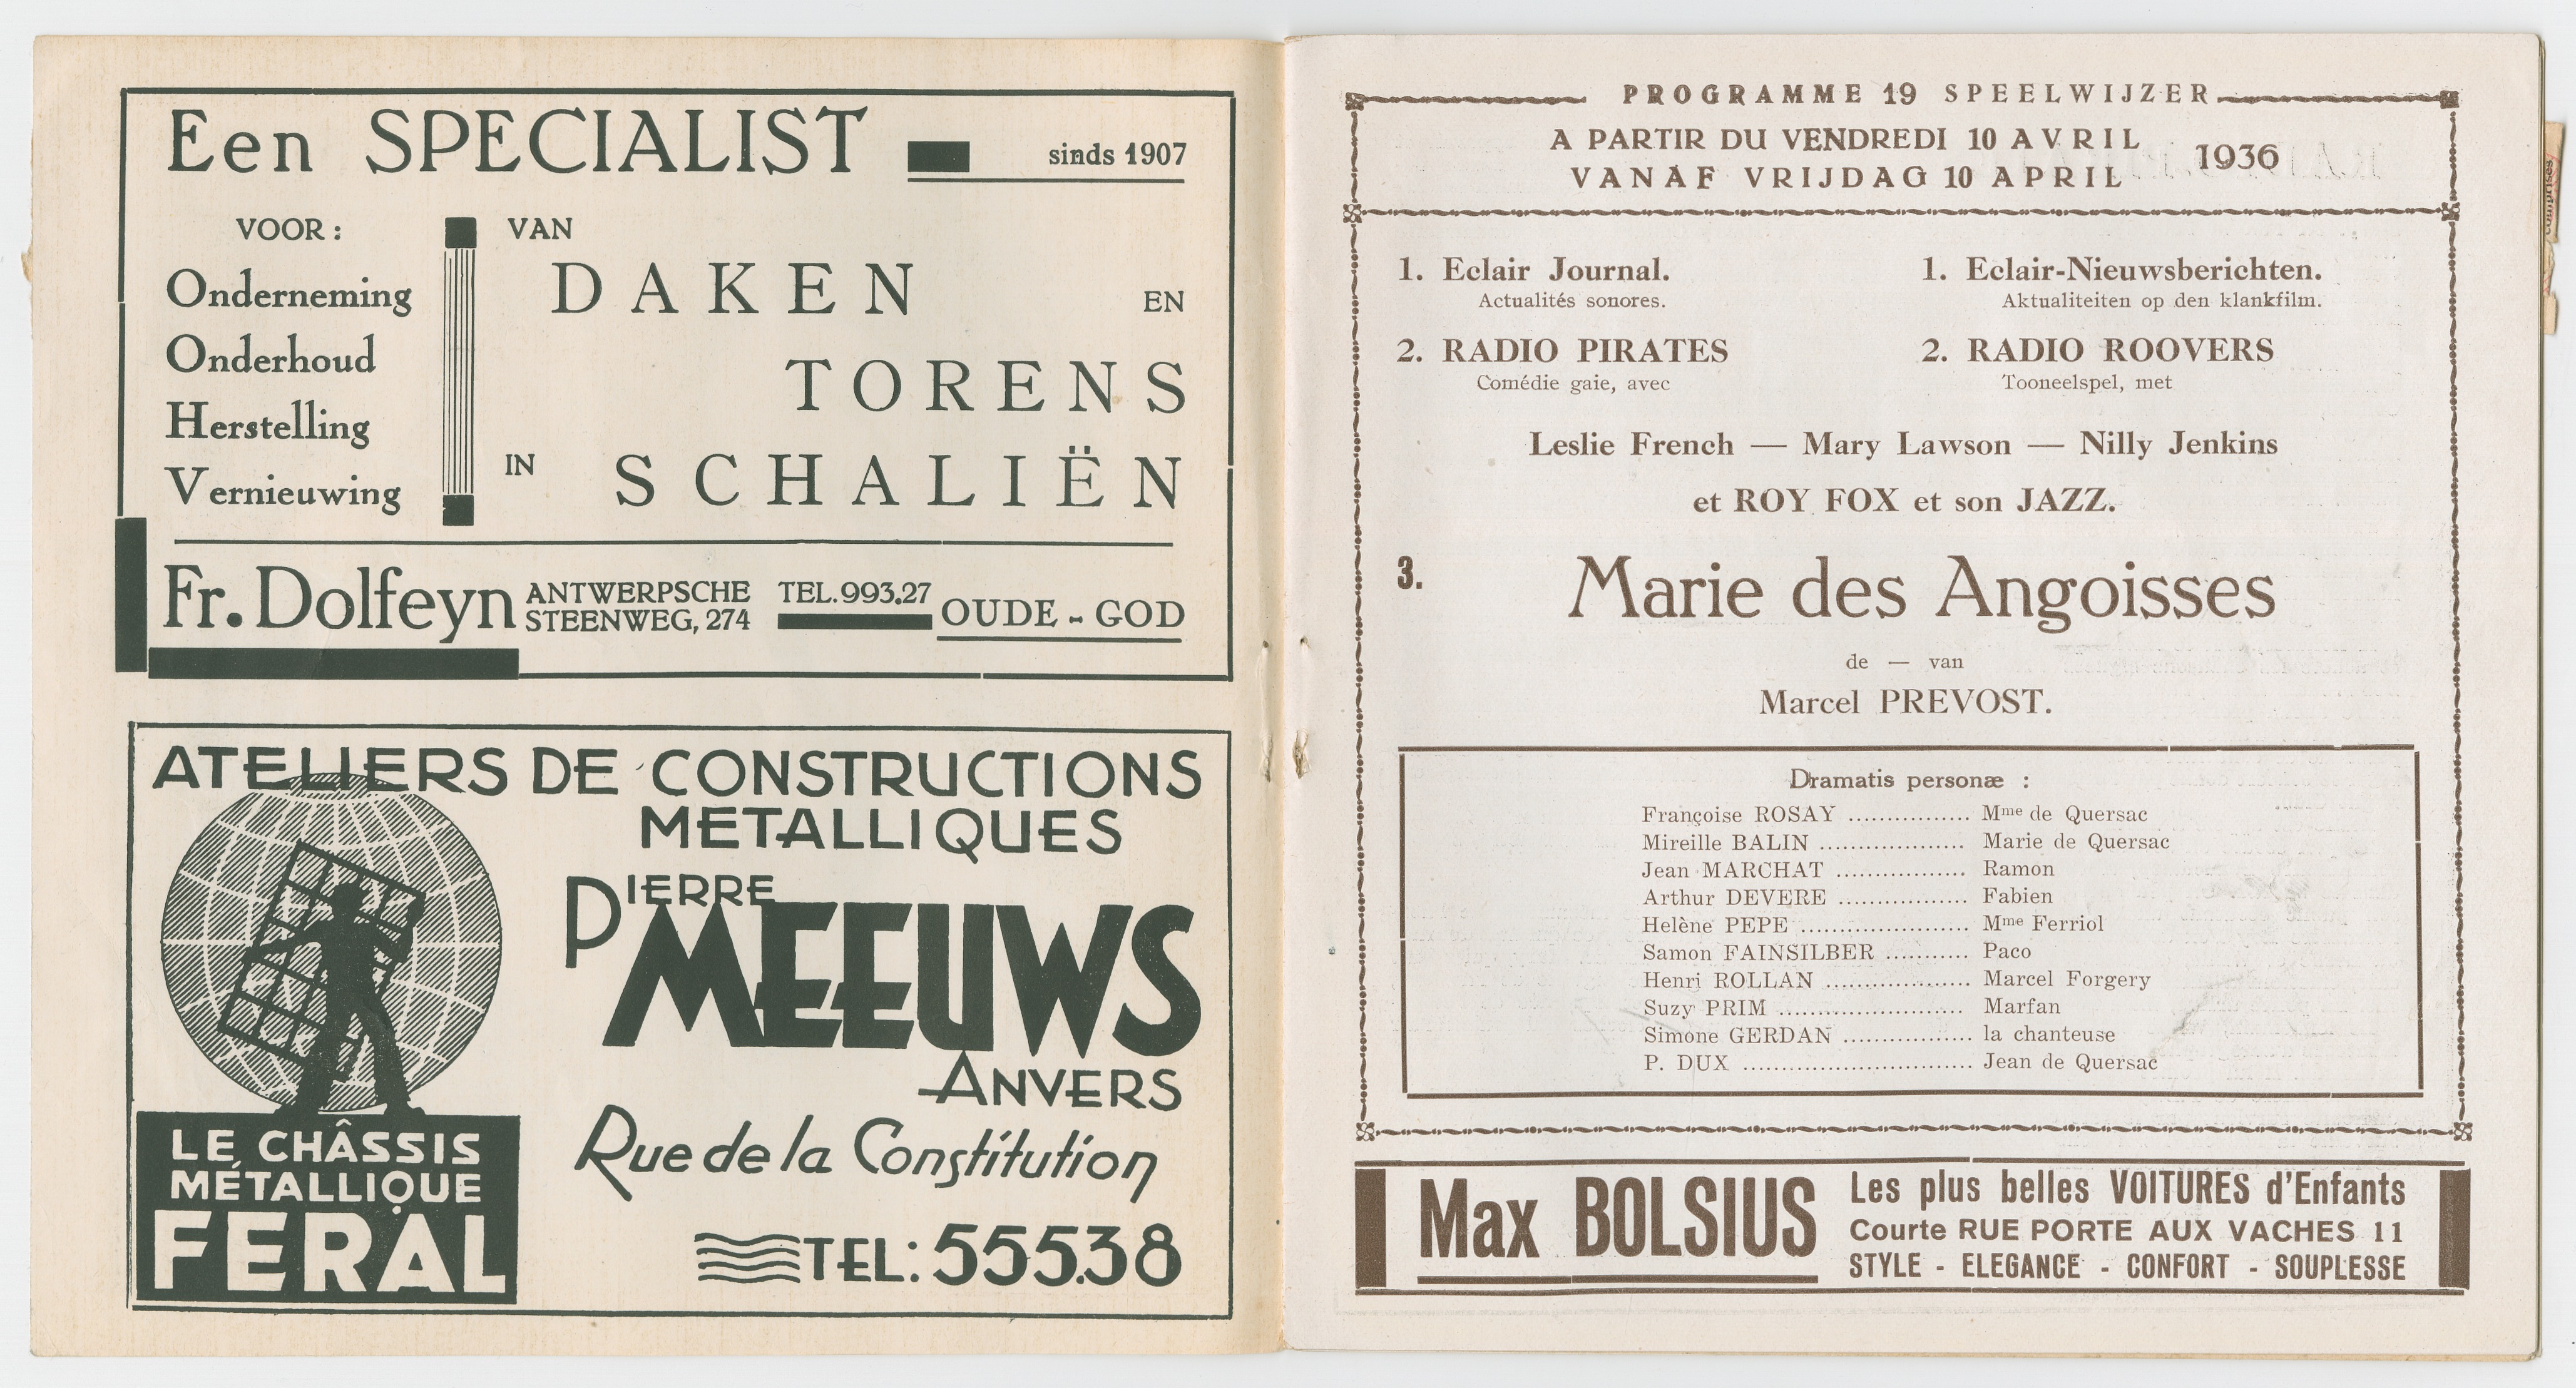 Een SPECIALIST sinds 1907
VOOR :
Onderneming
Onderhoud
Herstelling
Vernieuwing
VAN
DAKEN
EN
TORENS
IN SCHALIËN
Fr. Dolfeyn ANTWERPSCHE STEENWEG, 274 TEL. 993.27 OUDE - GOD
ATELIERS DE CONSTRUCTIONS
METALLIQUES
PIERRE
MEEUWS
ANVERS
Rue de la Constitution
TEL: 555.38
LE CHÂSSIS
MÉTALLIQUE
FERAL
PROGRAMME 19 SPEELWIJZER
A PARTIR DU VENDREDI 10 AVRIL
VANAF VRIJDAG 10 APRIL
1936
1. Eclair Journal.
Actualités sonores.
2. RADIO PIRATES
Comédie gaie, avec
1. Eclair-Nieuwsberichten.
Aktualiteiten op den klankfilm.
2. RADIO ROOVERS
Tooneelspel, met
Leslie French — Mary Lawson — Nilly Jenkins
et ROY FOX et son JAZZ.
3. Marie des Angoisses
de — van
Marcel PREVOST.
Dramatis personæ :
Françoise ROSAY ................ Mme de Quersac
Mireille BALIN ................... Marie de Quersac
Jean MARCHAT ................. Ramon
Arthur DEVERE ................. Fabien
Helène PEPE ...................... Mme Ferriol
Samon FAINSILBER ........... Paco
Henri ROLLAN ................... Marcel Forgery
Suzy PRIM ........................ Marfan
Simone GERDAN ................. la chanteuse
P. DUX .............................. Jean de Quersac
Max BOLSIUS
Les plus belles VOITURES d'Enfants
Courte RUE PORTE AUX VACHES 11
STYLE - ELEGANCE - CONFORT - SOUPLESSE
comprises